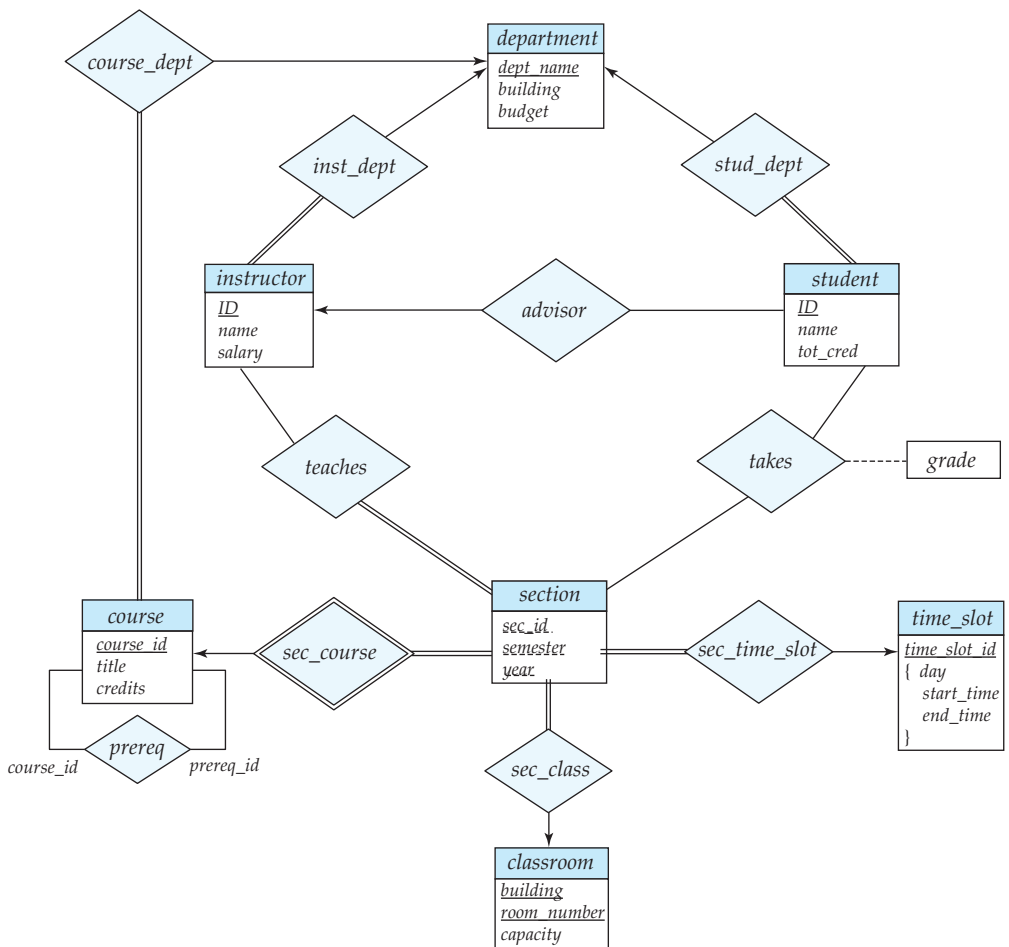 department
course_dept
dept_name
building
budget
inst_dept
stud_dept
instructor
ID
name
salary
advisor
student
ID
name
tot_cred
teaches
takes
grade
course
course_id
title
credits
sec_course
section
sec_id
semester
year
sec_time_slot
time_slot
time_slot_id
{ day
start_time
end_time
}
prereq
course_id
prereq_id
sec_class
classroom
building
room_number
capacity